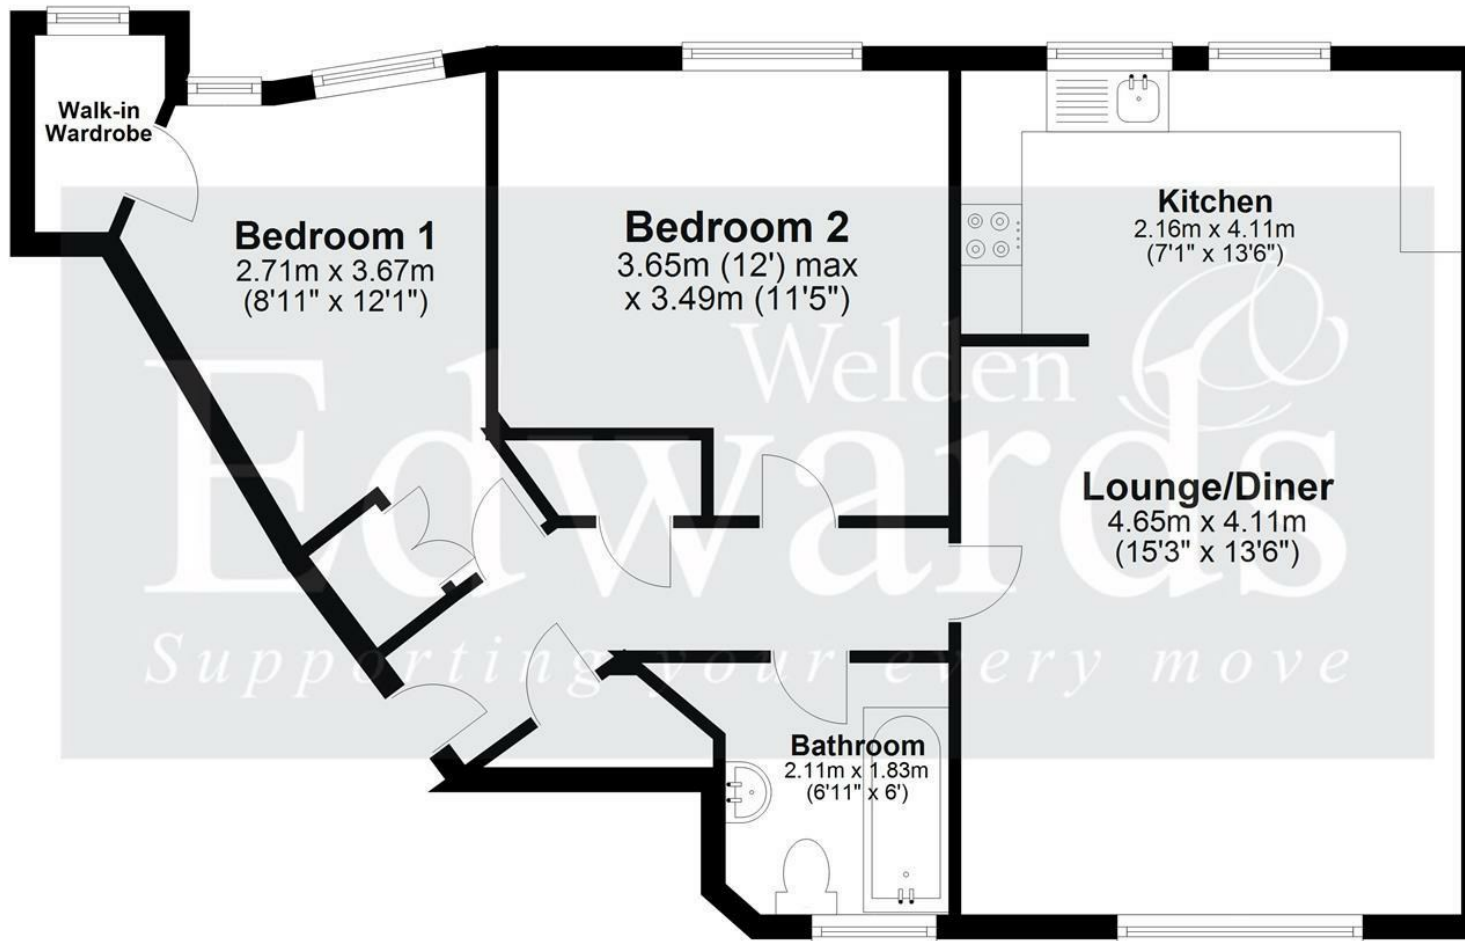 Walk-in
Wardrobe
Bedroom 1
2.71m x 3.67m
(8'11" x 12'1")
Bedroom 2
3.65m (12') max
x 3.49m (11'5")
Kitchen
2.16m x 4.11m
(7'1" x 13'6")
Welden
&
Edwards
Supporting your every move
Lounge/Diner
4.65m x 4.11m
(15'3" x 13'6")
Bathroom
2.11m x 1.83m
(6'11" x 6')